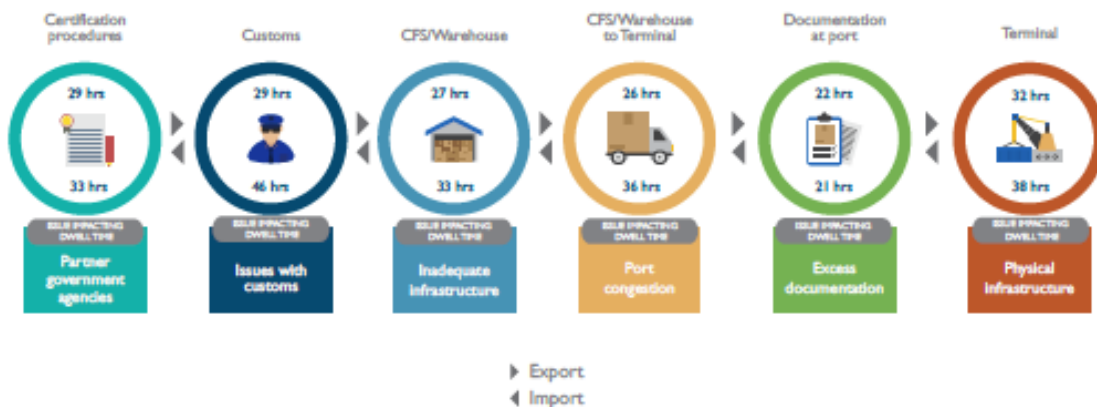 Certification
procedures
Customs
CFS/Warehouse
CFS/Warehouse
to Terminal
Documentation
at port
Terminal
29 hrs
29 hrs
27 hrs
26 hrs
22 hrs
32 hrs
33 hrs
46 hrs
33 hrs
36 hrs
21 hrs
38 hrs
ISSUE IMPACTING
DWELL TIME
ISSUE IMPACTING
DWELL TIME
ISSUE IMPACTING
DWELL TIME
ISSUE IMPACTING
DWELL TIME
ISSUE IMPACTING
DWELL TIME
ISSUE IMPACTING
DWELL TIME
Partner
government
agencies
Issues with
customs
Inadequate
infrastructure
Port
congestion
Excess
documentation
Physical
infrastructure
Export
Import